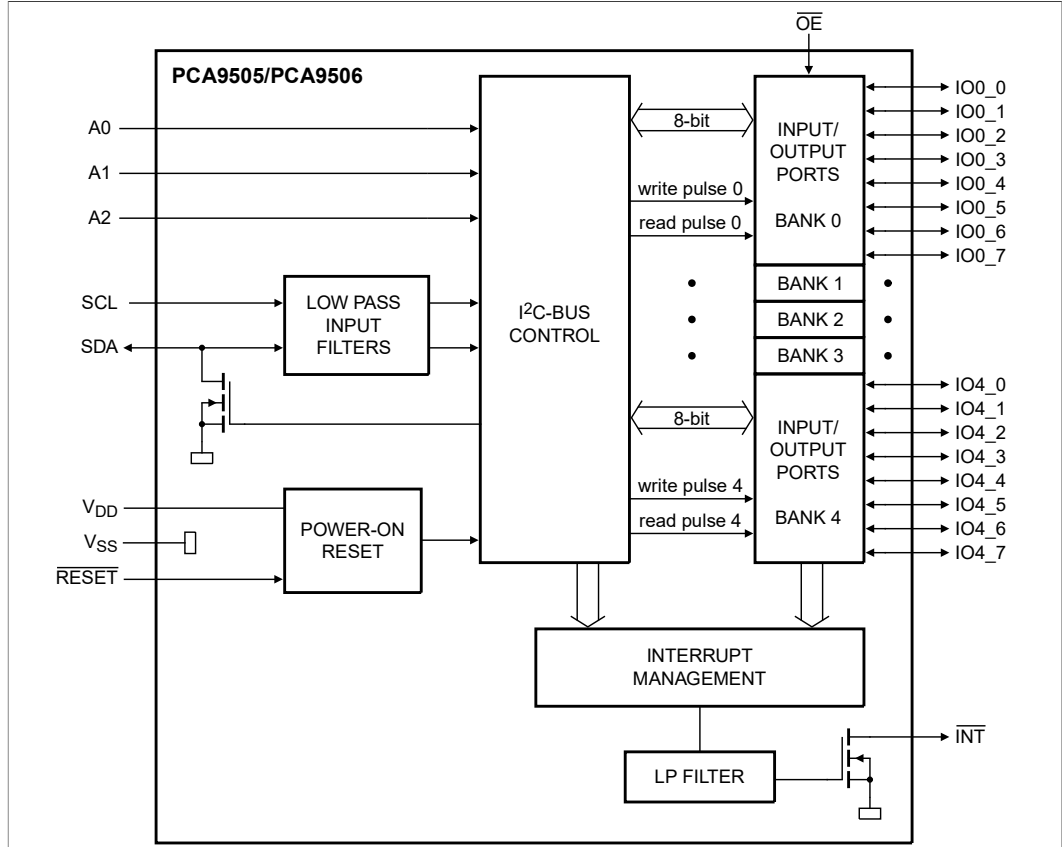 OE
PCA9505/PCA9506
A0
A1
A2
SCL
SDA
LOW PASS
INPUT
FILTERS
VDD
VSS
RESET
POWER-ON
RESET
I2C-BUS
CONTROL
8-bit
write pulse 0
read pulse 0
INPUT/
OUTPUT
PORTS
BANK 0
BANK 1
BANK 2
BANK 3
8-bit
write pulse 4
read pulse 4
INPUT/
OUTPUT
PORTS
BANK 4
IO0_0
IO0_1
IO0_2
IO0_3
IO0_4
IO0_5
IO0_6
IO0_7
IO4_0
IO4_1
IO4_2
IO4_3
IO4_4
IO4_5
IO4_6
IO4_7
INTERRUPT
MANAGEMENT
LP FILTER
INT